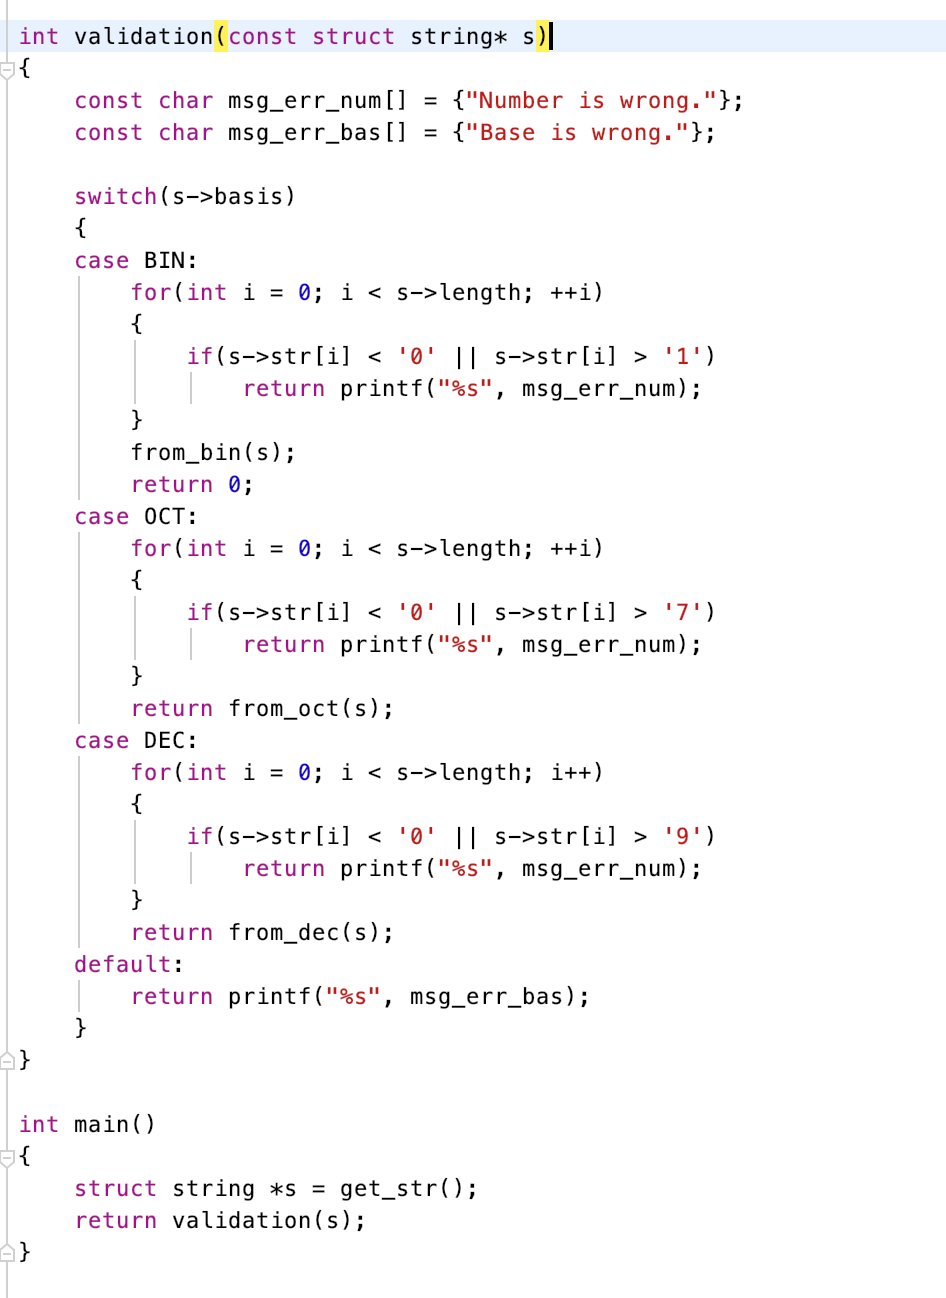 int validation(const struct string* s)
{
    const char msg_err_num[] = {"Number is wrong."};
    const char msg_err_bas[] = {"Base is wrong."};

    switch(s->basis)
    {
    case BIN:
        for(int i = 0; i < s->length; ++i)
        {
            if(s->str[i] < '0' || s->str[i] > '1')
                return printf("%s", msg_err_num);
        }
        from_bin(s);
        return 0;
    case OCT:
        for(int i = 0; i < s->length; ++i)
        {
            if(s->str[i] < '0' || s->str[i] > '7')
                return printf("%s", msg_err_num);
        }
        return from_oct(s);
    case DEC:
        for(int i = 0; i < s->length; i++)
        {
            if(s->str[i] < '0' || s->str[i] > '9')
                return printf("%s", msg_err_num);
        }
        return from_dec(s);
    default:
        return printf("%s", msg_err_bas);
    }
}

int main()
{
    struct string *s = get_str();
    return validation(s);
}